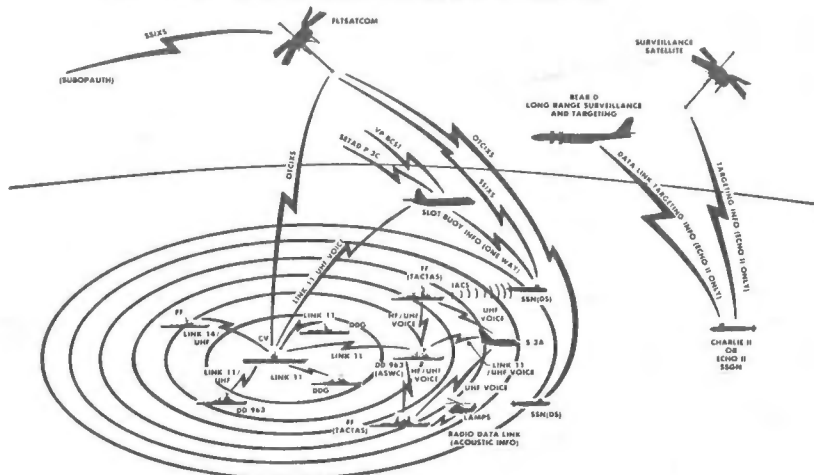 FLTSATCOM
SSIXS
(SUBOPAUTH)
SURVEILLANCE
SATELLITE
BEAR D
LONG RANGE SURVEILLANCE
AND TARGETING
OTCIXS
OTCIXS
SSIXS
VP BCST
SETAD P 3C
SLOT BUOY INFO (ONE WAY)
DATA LINK TARGETING INFO (ECHO II ONLY)
TARGETING INFO (ECHO II ONLY)
LINK 11 UHF VOICE
FF
(TACTAS)
IACS
SSN(DS)
UHF
VOICE
HF/UHF
VOICE
FF
LINK 14/
UHF
CV
LINK 11
DDG
LINK 11
S 3A
CHARLIE II
OR
ECHO II
SSGN
LINK 11/
UHF
LINK 11
DDG
DD 963
(ASWC)
HF/UHF
VOICE
LINK 11
/UHF VOICE
UHF VOICE
DD 963
FF
(TACTAS)
LAMPS
SSN(DS)
RADIO DATA LINK
(ACOUSTIC INFO)